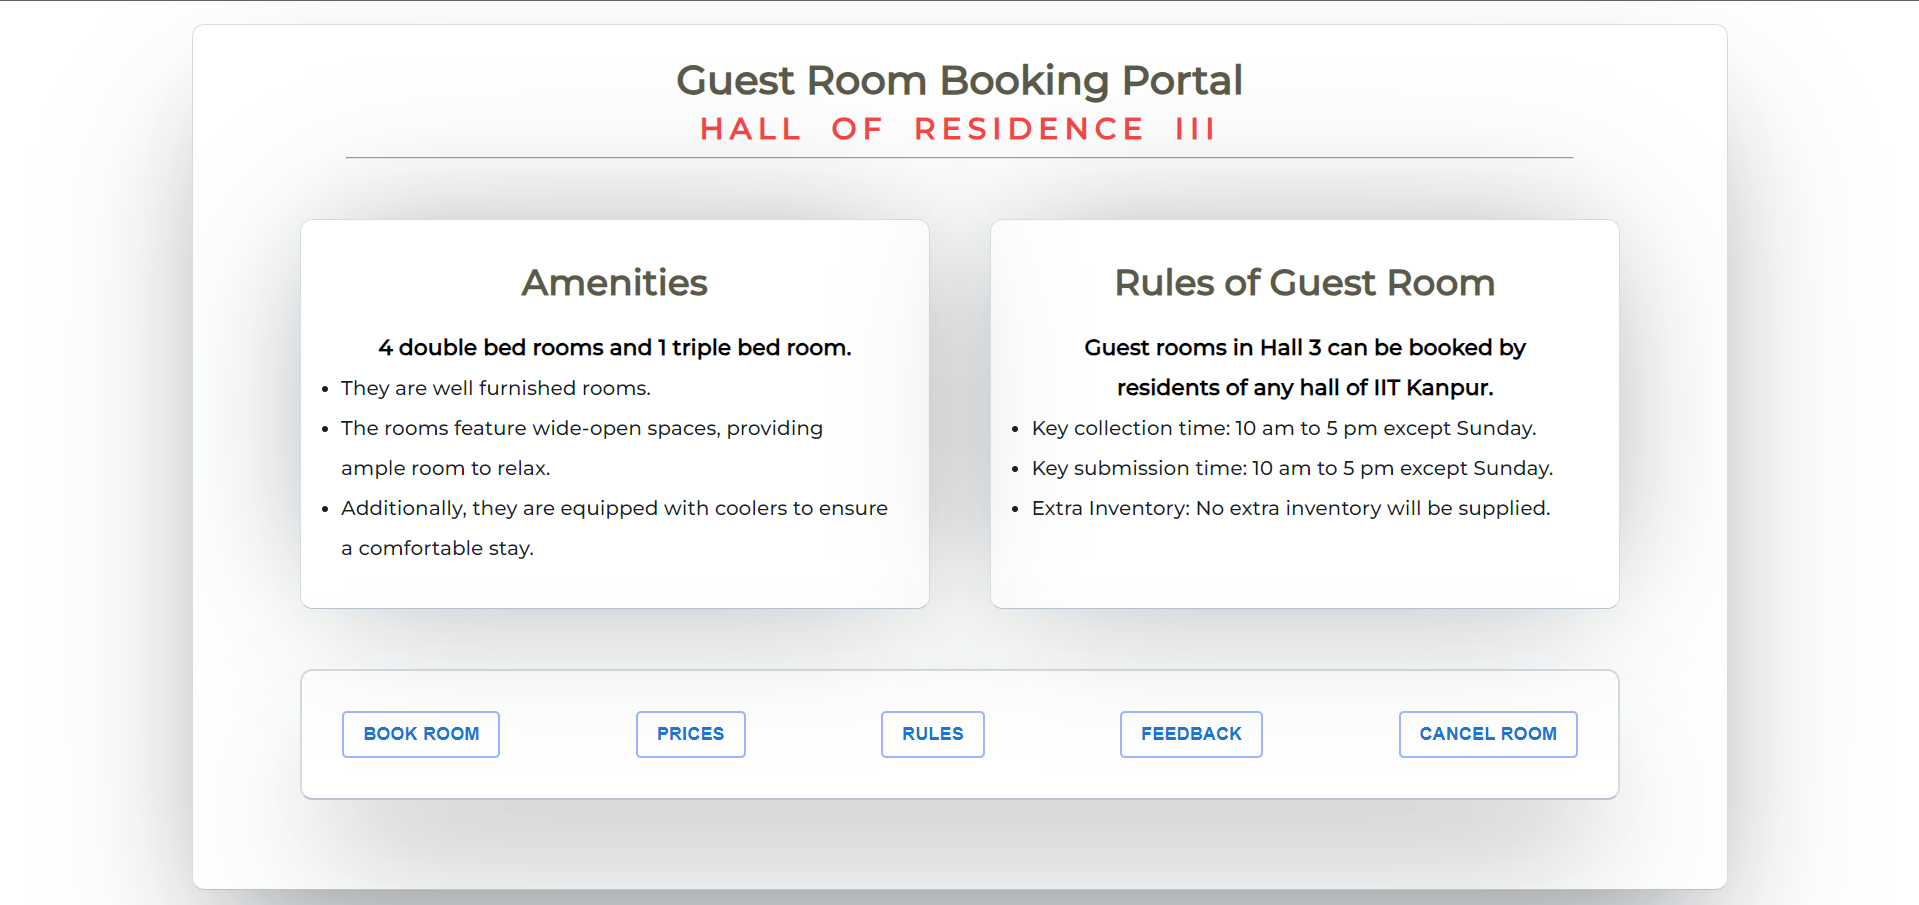 Guest Room Booking Portal
HALL OF RESIDENCE III
Amenities
4 double bed rooms and 1 triple bed room.
• They are well furnished rooms.
• The rooms feature wide-open spaces, providing
ample room to relax.
• Additionally, they are equipped with coolers to ensure
a comfortable stay.
Rules of Guest Room
Guest rooms in Hall 3 can be booked by
residents of any hall of IIT Kanpur.
• Key collection time: 10 am to 5 pm except Sunday.
• Key submission time: 10 am to 5 pm except Sunday.
• Extra Inventory: No extra inventory will be supplied.
BOOK ROOM
PRICES
RULES
FEEDBACK
CANCEL ROOM